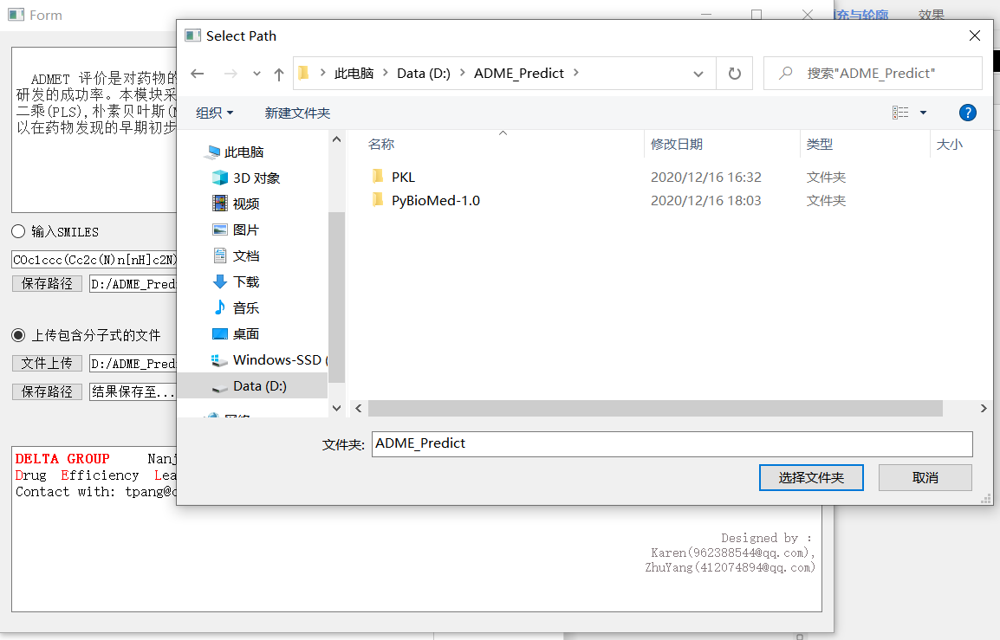 Form
充与轮廓
效果
ADMET 评价是对药物的
研发的成功率。本模块采
二乘(PLS),朴素贝叶斯(
以在药物发现的早期初步
输入SMILES
COc1ccc(Cc2c(N)n[nH]c2N)
保存路径
D:/ADME_Pred
上传包含分子式的文件
文件上传
D:/ADME_Pred
保存路径
结果保存至...
DELTA GROUP Nanj
Drug Efficiency Lea
Contact with: tpang@
Designed by :
Karen(962388544@qq.com),
ZhuYang(412074894@qq.com)
Select Path
此电脑 > Data (D:) > ADME_Predict >
搜索"ADME_Predict"
组织
新建文件夹
此电脑
3D 对象
视频
图片
文档
下载
音乐
桌面
Windows-SSD (
Data (D:)
网络
名称
修改日期
类型
大小
PKL
2020/12/16 16:32
文件夹
PyBioMed-1.0
2020/12/16 18:03
文件夹
文件夹:
ADME_Predict
选择文件夹
取消